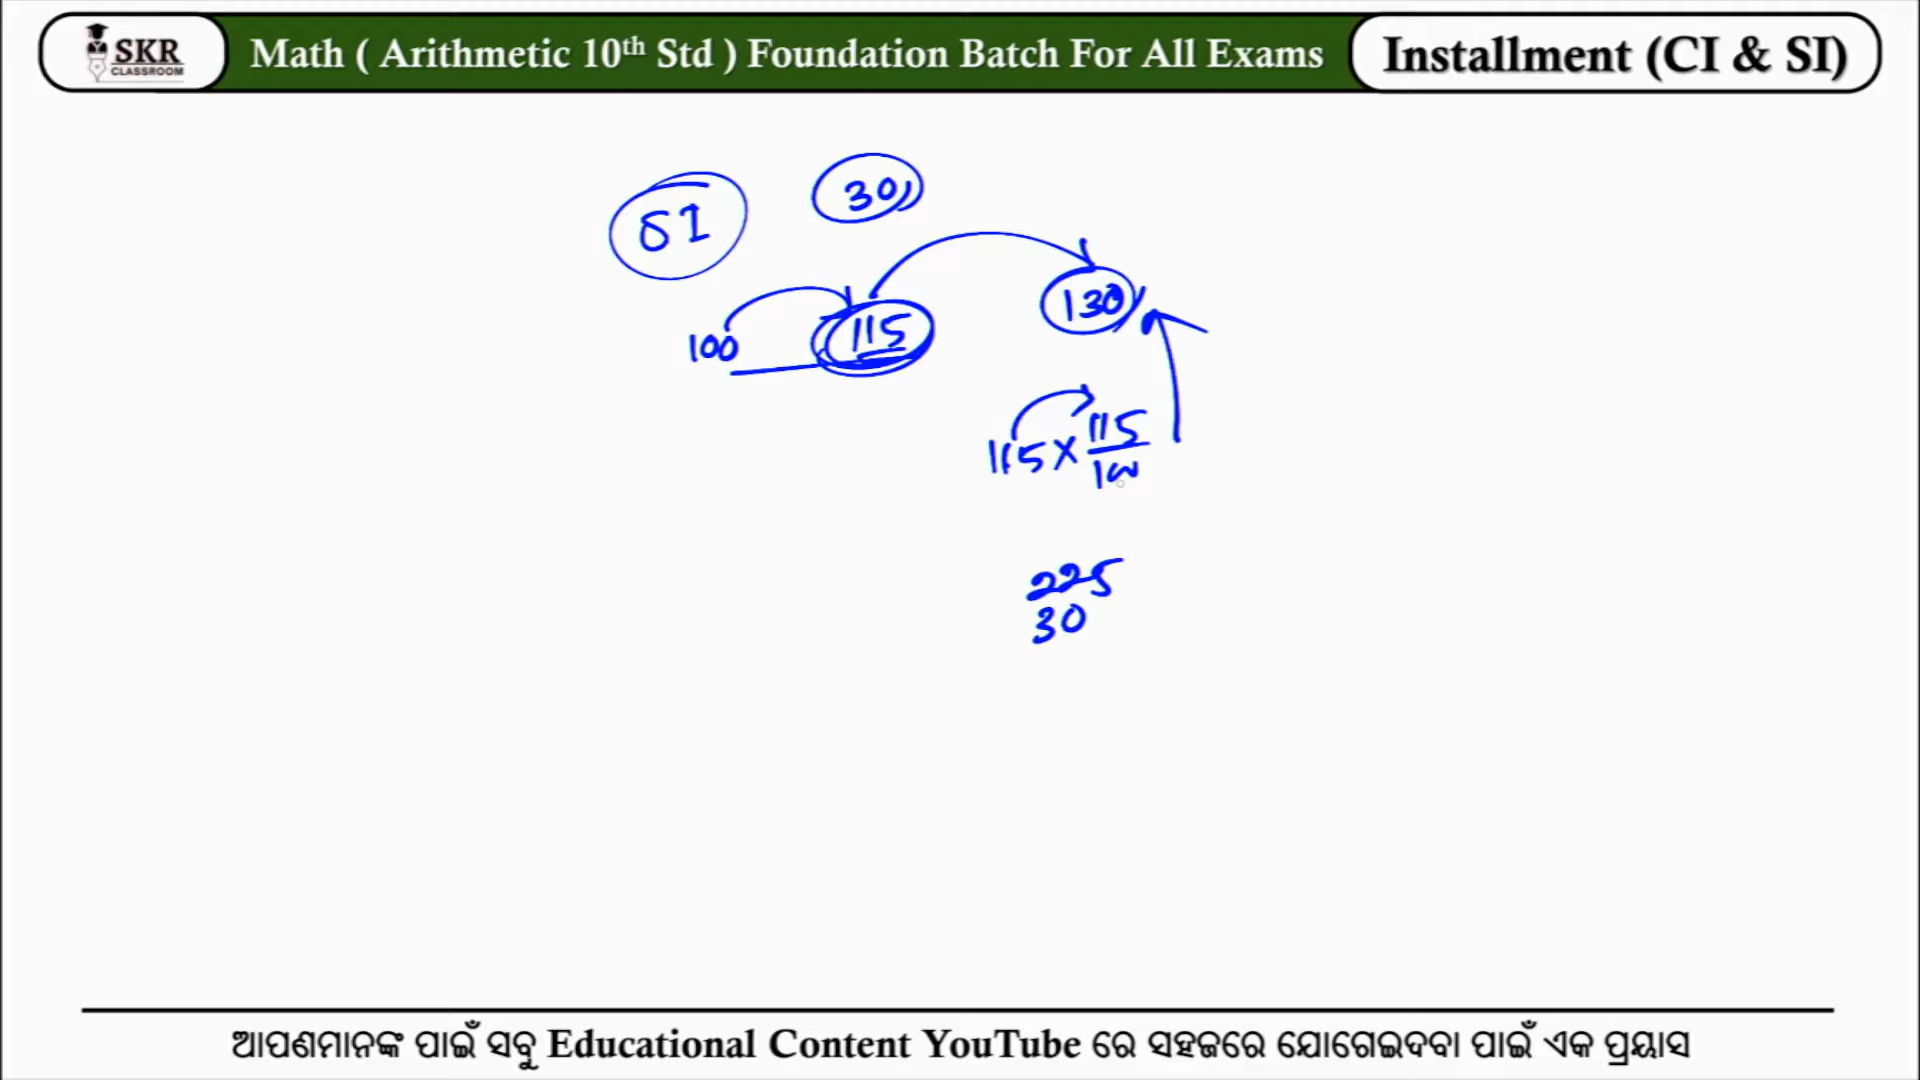 SKR
CLASSROOM
Math ( Arithmetic 10th Std ) Foundation Batch For All Exams
Installment (CI & SI)
SI
30
100
115
130
115 × 115/100
225
30
ଆପଣମାନଙ୍କ ପାଇଁ ସବୁ Educational Content YouTube ରେ ସହଜରେ ଯୋଗେଇଦବା ପାଇଁ ଏକ ପ୍ରୟାସ